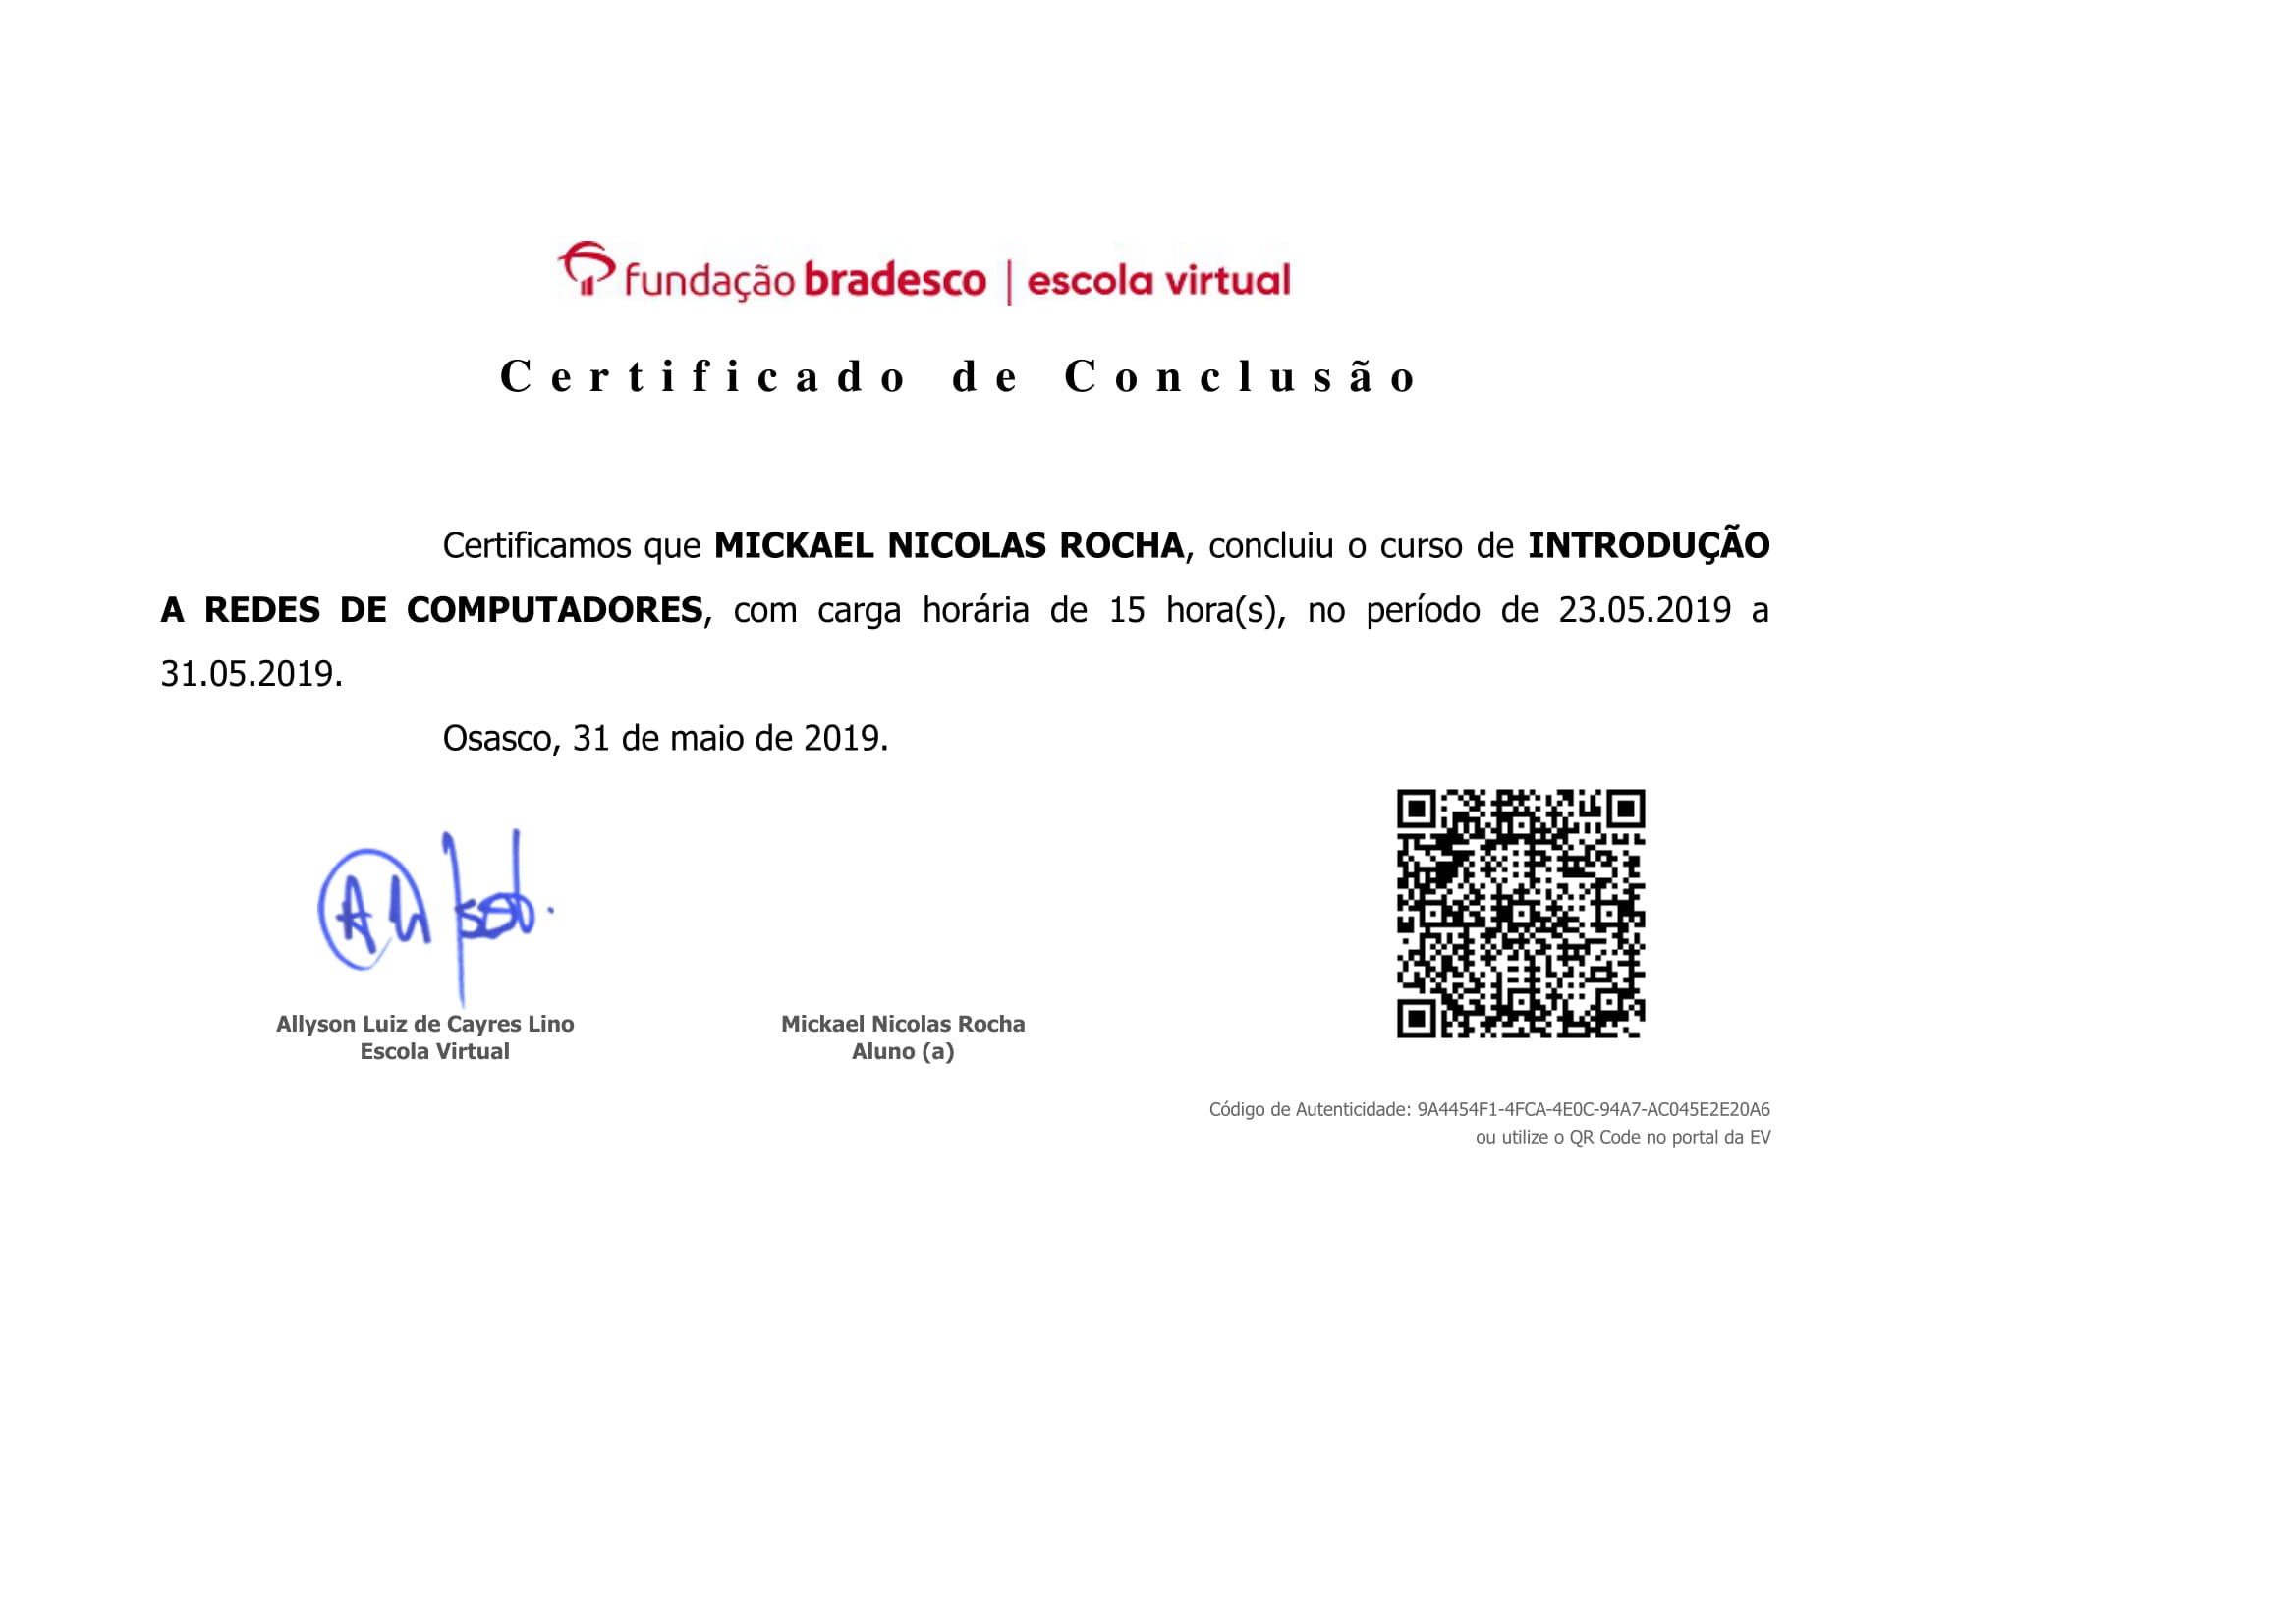 fundação bradesco | escola virtual
Certificado de Conclusão
Certificamos que MICKAEL NICOLAS ROCHA, concluiu o curso de INTRODUÇÃO
A REDES DE COMPUTADORES, com carga horária de 15 hora(s), no período de 23.05.2019 a
31.05.2019.
Osasco, 31 de maio de 2019.
Allyson Luiz de Cayres Lino
Escola Virtual
Mickael Nicolas Rocha
Aluno (a)
Código de Autenticidade: 9A4454F1-4FCA-4E0C-94A7-AC045E2E20A6
ou utilize o QR Code no portal da EV